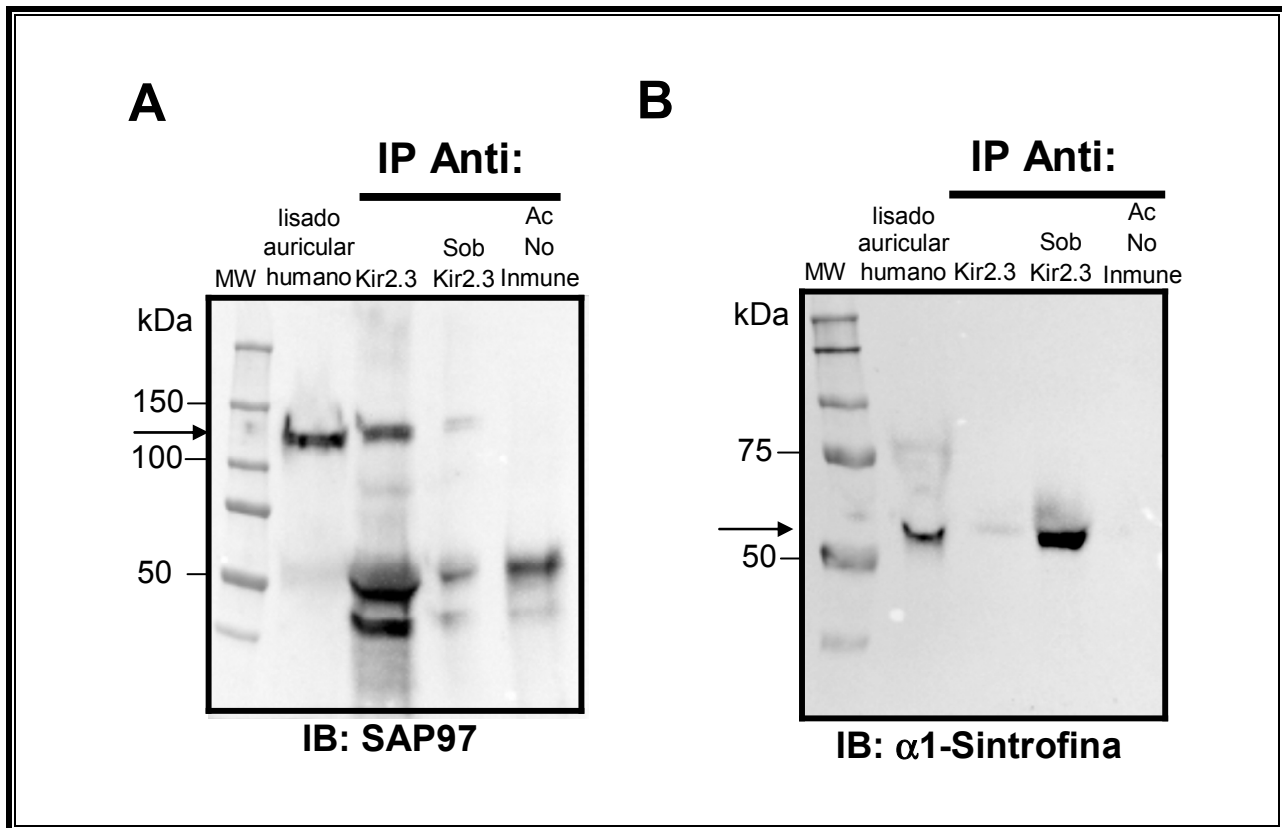 A
IP Anti:
lisado
auricular
humano
MW
Kir2.3
Sob
Kir2.3
Ac
No
Inmune
kDa
150
100
50
IB: SAP97
B
IP Anti:
lisado
auricular
humano
MW
Kir2.3
Sob
Kir2.3
Ac
No
Inmune
kDa
75
50
IB: α1-Sintrofina